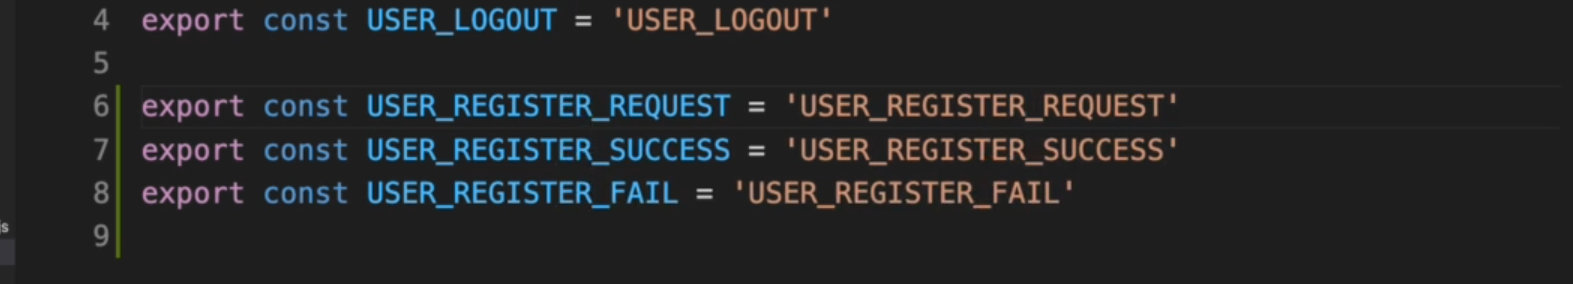 4 export const USER_LOGOUT = 'USER_LOGOUT'
5
6 export const USER_REGISTER_REQUEST = 'USER_REGISTER_REQUEST'
7 export const USER_REGISTER_SUCCESS = 'USER_REGISTER_SUCCESS'
8 export const USER_REGISTER_FAIL = 'USER_REGISTER_FAIL'
js
9